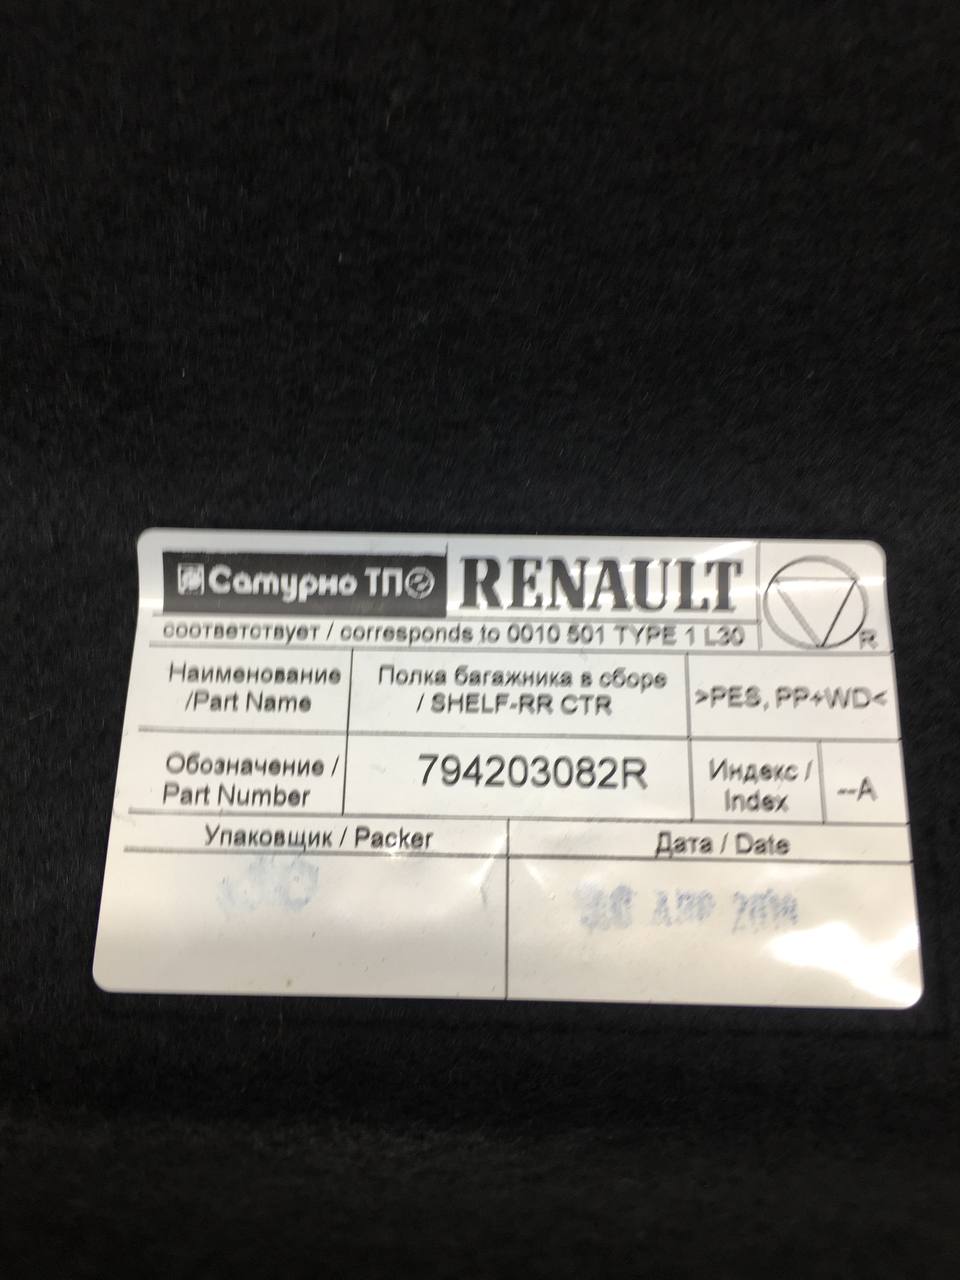 Сатурно ТП
RENAULT
R
соответствует / corresponds to 0010 501 TYPE 1 L30
Наименование
/Part Name
Полка багажника в сборе
/ SHELF-RR CTR
>PES, PP+WD<
Обозначение /
Part Number
794203082R
Индекс /
Index
--A
Упаковщик / Packer
Дата / Date
АПР